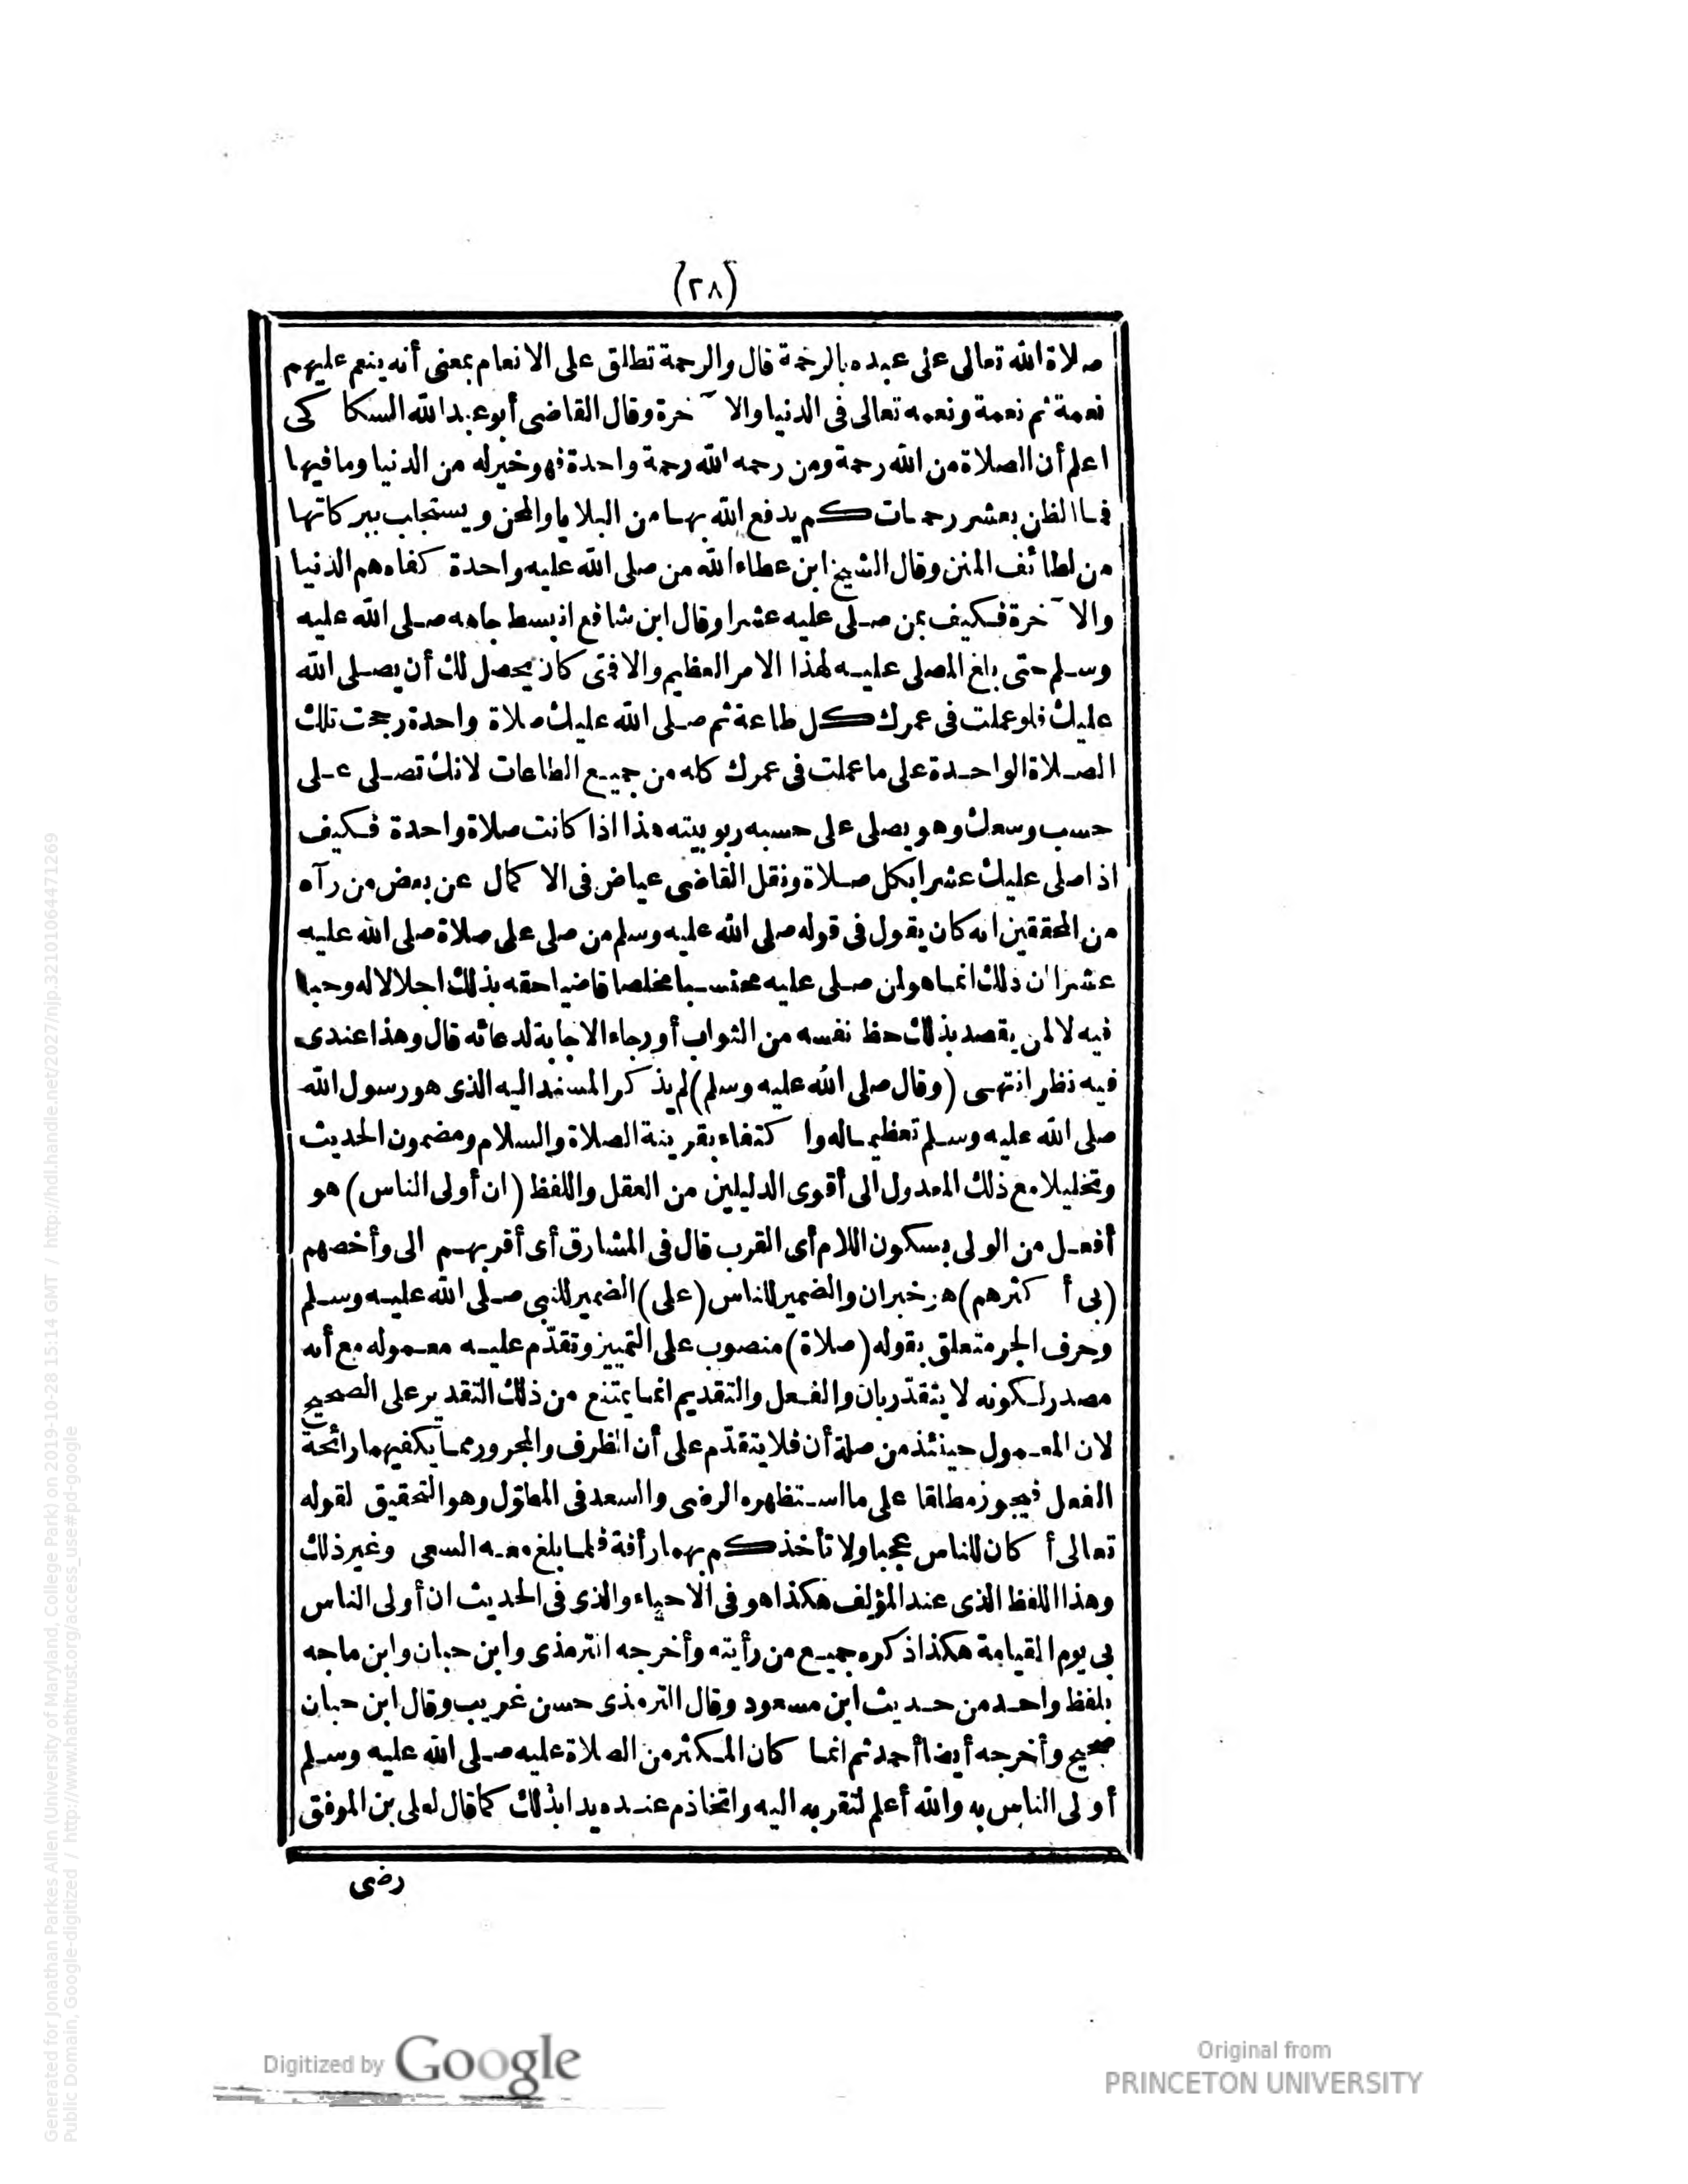 (٢٨)
صلاة الله تعالى على عبده بالرحمة قال والرحمة تطلق على الانعام بمعنى أنه ينعم عليهم
نعمة ثم نعمة ونعمه تعالى فى الدنيا والآخرة وقال القاضى أبو عبد الله السكاكى
اعلم أن الصلاة من الله رحمة ومن رحمه الله رحمة واحدة فهو خير له من الدنيا وما فيها
فما الظن بعشر رحمات كم يدفع الله بها من البلايا والمحن ويستجلب ببركاتها
من لطائف المنن وقال الشيخ ابن عطاء الله من صلى الله عليه واحدة كفاه هم الدنيا
والآخرة فكيف بمن صلى عليه عشرا وقال ابن شافع انبسط جاهه صلى الله عليه
وسلم حتى بلغ المصلى عليه لهذا الامر العظيم والا فتى كان يحصل لك أن يصلى الله
عليك فلو عملت فى عمرك كل طاعة ثم صلى الله عليك صلاة واحدة رجحت تلك
الصلاة الواحدة على ما عملت فى عمرك كله من جميع الطاعات لانك تصلى على
حسب وسعك وهو يصلى على حسب ربوبيته هذا اذا كانت صلاة واحدة فكيف
اذا صلى عليك عشرا بكل صلاة ونقل القاضى عياض فى الاكمال عن بعض من رآه
من المحققين انه كان يقول فى قوله صلى الله عليه وسلم من صلى على صلاة صلى الله عليه
عشرا ان ذلك انما هو لمن صلى عليه محتسبا مخلصا قاضيا حقه بذلك اجلالا له وحبا
فيه لا لمن يقصد بذلك حظ نفسه من الثواب أو رجاء الاجابة لدعائه قال وهذا عندى
فيه نظر انتهى (وقال صلى الله عليه وسلم) لم يذكر المسند اليه الذى هو رسول الله
صلى الله عليه وسلم تعظيما له واكتفاء بقرينة الصلاة والسلام ومضمون الحديث
وتخليلا مع ذلك المعدول الى أقوى الدليلين من العقل واللفظ (ان أولى الناس) هو
أفعل من الولى بسكون اللام أى القرب قال فى المشارق أى أقربهم الى وأخصهم
(بى أكثرهم) هو خبر ان والضمير للناس (على) الضمير للنبى صلى الله عليه وسلم
وحرف الجر متعلق بقوله (صلاة) منصوب على التمييز وتقدّم عليه معموله مع أنه
مصدر لكونه لا يتقدّر بان والفعل والتقديم انما يمتنع من ذلك التقدير على الصحيح
لان المعمول حينئذ من صلة أن فلا يتقدّم على أن الظرف والمجرور مما يكفيهما رائحة
الفعل فيجوز مطلقا على ما استظهره الرضى والسعد فى المطوّل وهو التحقيق لقوله
تعالى أكان للناس عجبا ولا تأخذكم بهما رأفة فلما بلغ معه السعى وغير ذلك
وهذا اللفظ الذى عند المؤلف هكذا هو فى الاحياء والذى فى الحديث ان أولى الناس
بى يوم القيامة هكذا ذكره جميع من رأيته وأخرجه الترمذى وابن حبان وابن ماجه
بلفظ واحد من حديث ابن مسعود وقال الترمذى حسن غريب وقال ابن حبان
صحيح وأخرجه أيضا أحمد ثم انما كان المكثر من الصلاة عليه صلى الله عليه وسلم
أولى الناس به والله أعلم لتقربه اليه واتخاذه عنده يدا بذلك كما قال لعلى بن الموفق
رضى
Digitized by Google
Original from
PRINCETON UNIVERSITY
Generated for Jonathan Parkes Allen (University of Maryland, College Park) on 2019-10-28 15:14 GMT / http://hdl.handle.net/2027/njp.32101064471269
Public Domain, Google-digitized / http://www.hathitrust.org/access_use#pd-google